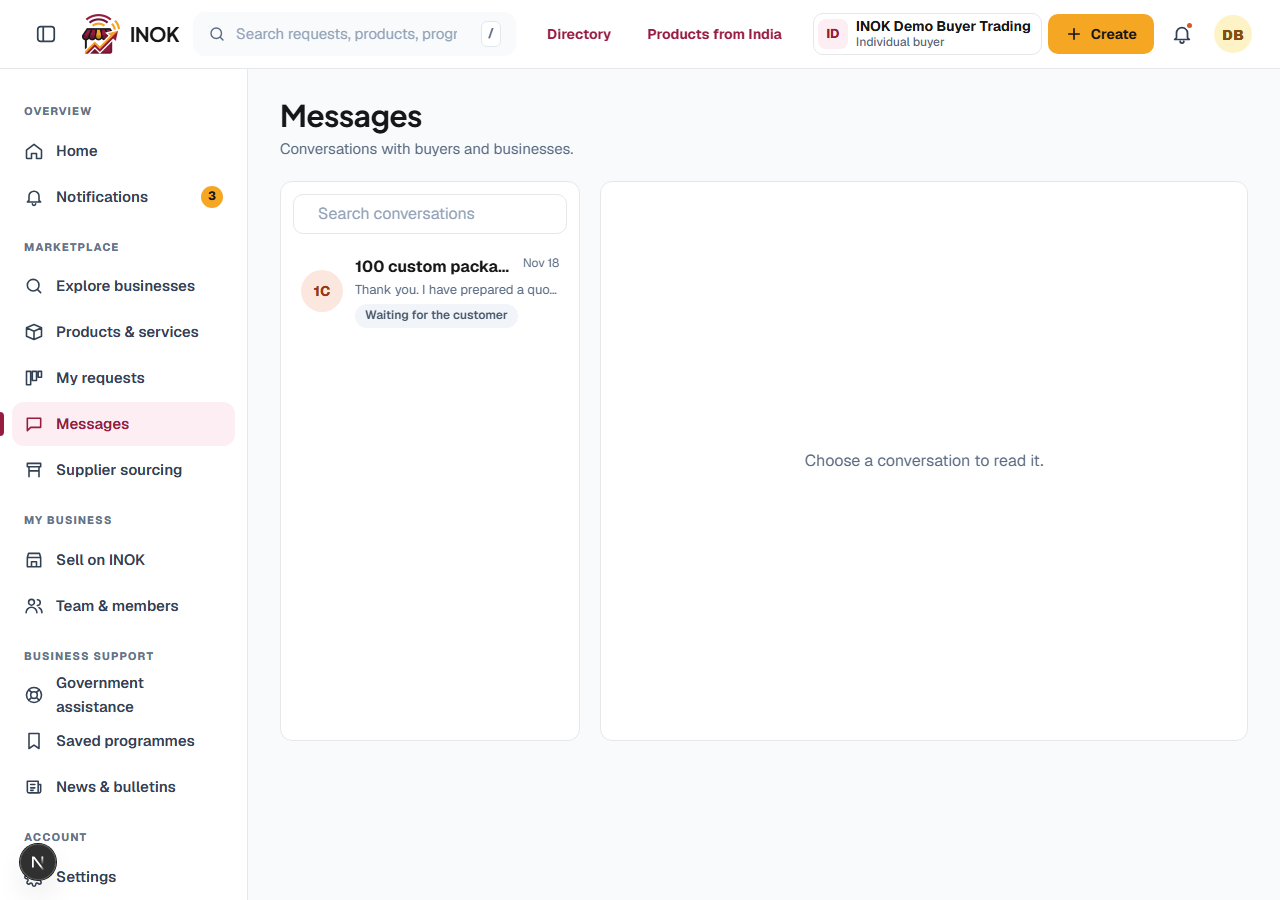 INOK
Search requests, products, progr
/
Directory
Products from India
ID
INOK Demo Buyer Trading
Individual buyer
Create
DB
OVERVIEW
Home
Notifications
3
MARKETPLACE
Explore businesses
Products & services
My requests
Messages
Supplier sourcing
MY BUSINESS
Sell on INOK
Team & members
BUSINESS SUPPORT
Government
assistance
Saved programmes
News & bulletins
ACCOUNT
N
Settings
Messages
Conversations with buyers and businesses.
Search conversations
1C
100 custom packa...
Nov 18
Thank you. I have prepared a quo...
Waiting for the customer
Choose a conversation to read it.